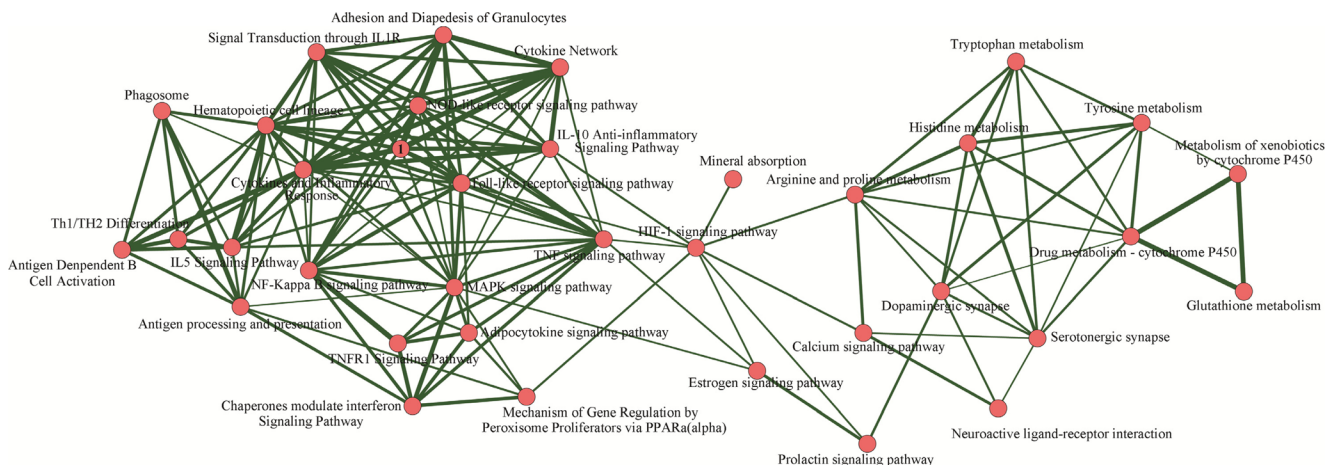 Adhesion and Diapedesis of Granulocytes
Signal Transduction through IL1R
Cytokine Network
Tryptophan metabolism
Phagosome
Hematopoietic cell lineage
NOD-like receptor signaling pathway
Tyrosine metabolism
Histidine metabolism
IL-10 Anti-inflammatory
Signaling Pathway
1
Metabolism of xenobiotics
by cytochrome P450
Mineral absorption
Cytokines and Inflammatory
Response
Toll-like receptor signaling pathway
Arginine and proline metabolism
Th1/TH2 Differentiation
HIF-1 signaling pathway
Antigen Denpendent B
Cell Activation
IL5 Signaling Pathway
TNF signaling pathway
Drug metabolism - cytochrome P450
NF-Kappa B signaling pathway
MAPK signaling pathway
Dopaminergic synapse
Glutathione metabolism
Antigen processing and presentation
Adipocytokine signaling pathway
TNFR1 Signaling Pathway
Calcium signaling pathway
Serotonergic synapse
Estrogen signaling pathway
Chaperones modulate interferon
Signaling Pathway
Mechanism of Gene Regulation by
Peroxisome Proliferators via PPARa(alpha)
Neuroactive ligand-receptor interaction
Prolactin signaling pathway